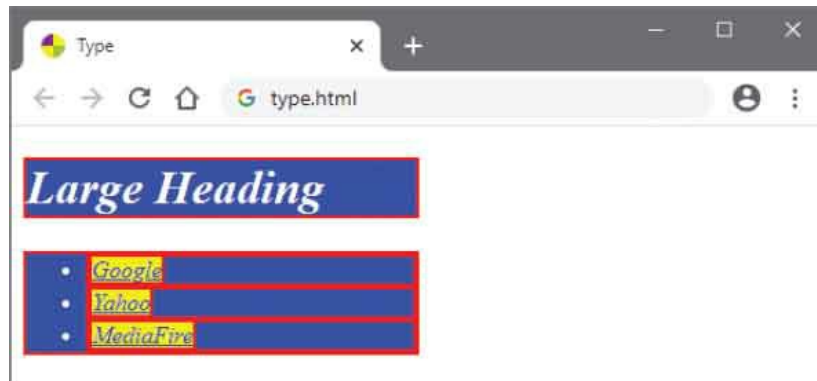 Type
type.html
Large Heading
Google
Yahoo
MediaFire